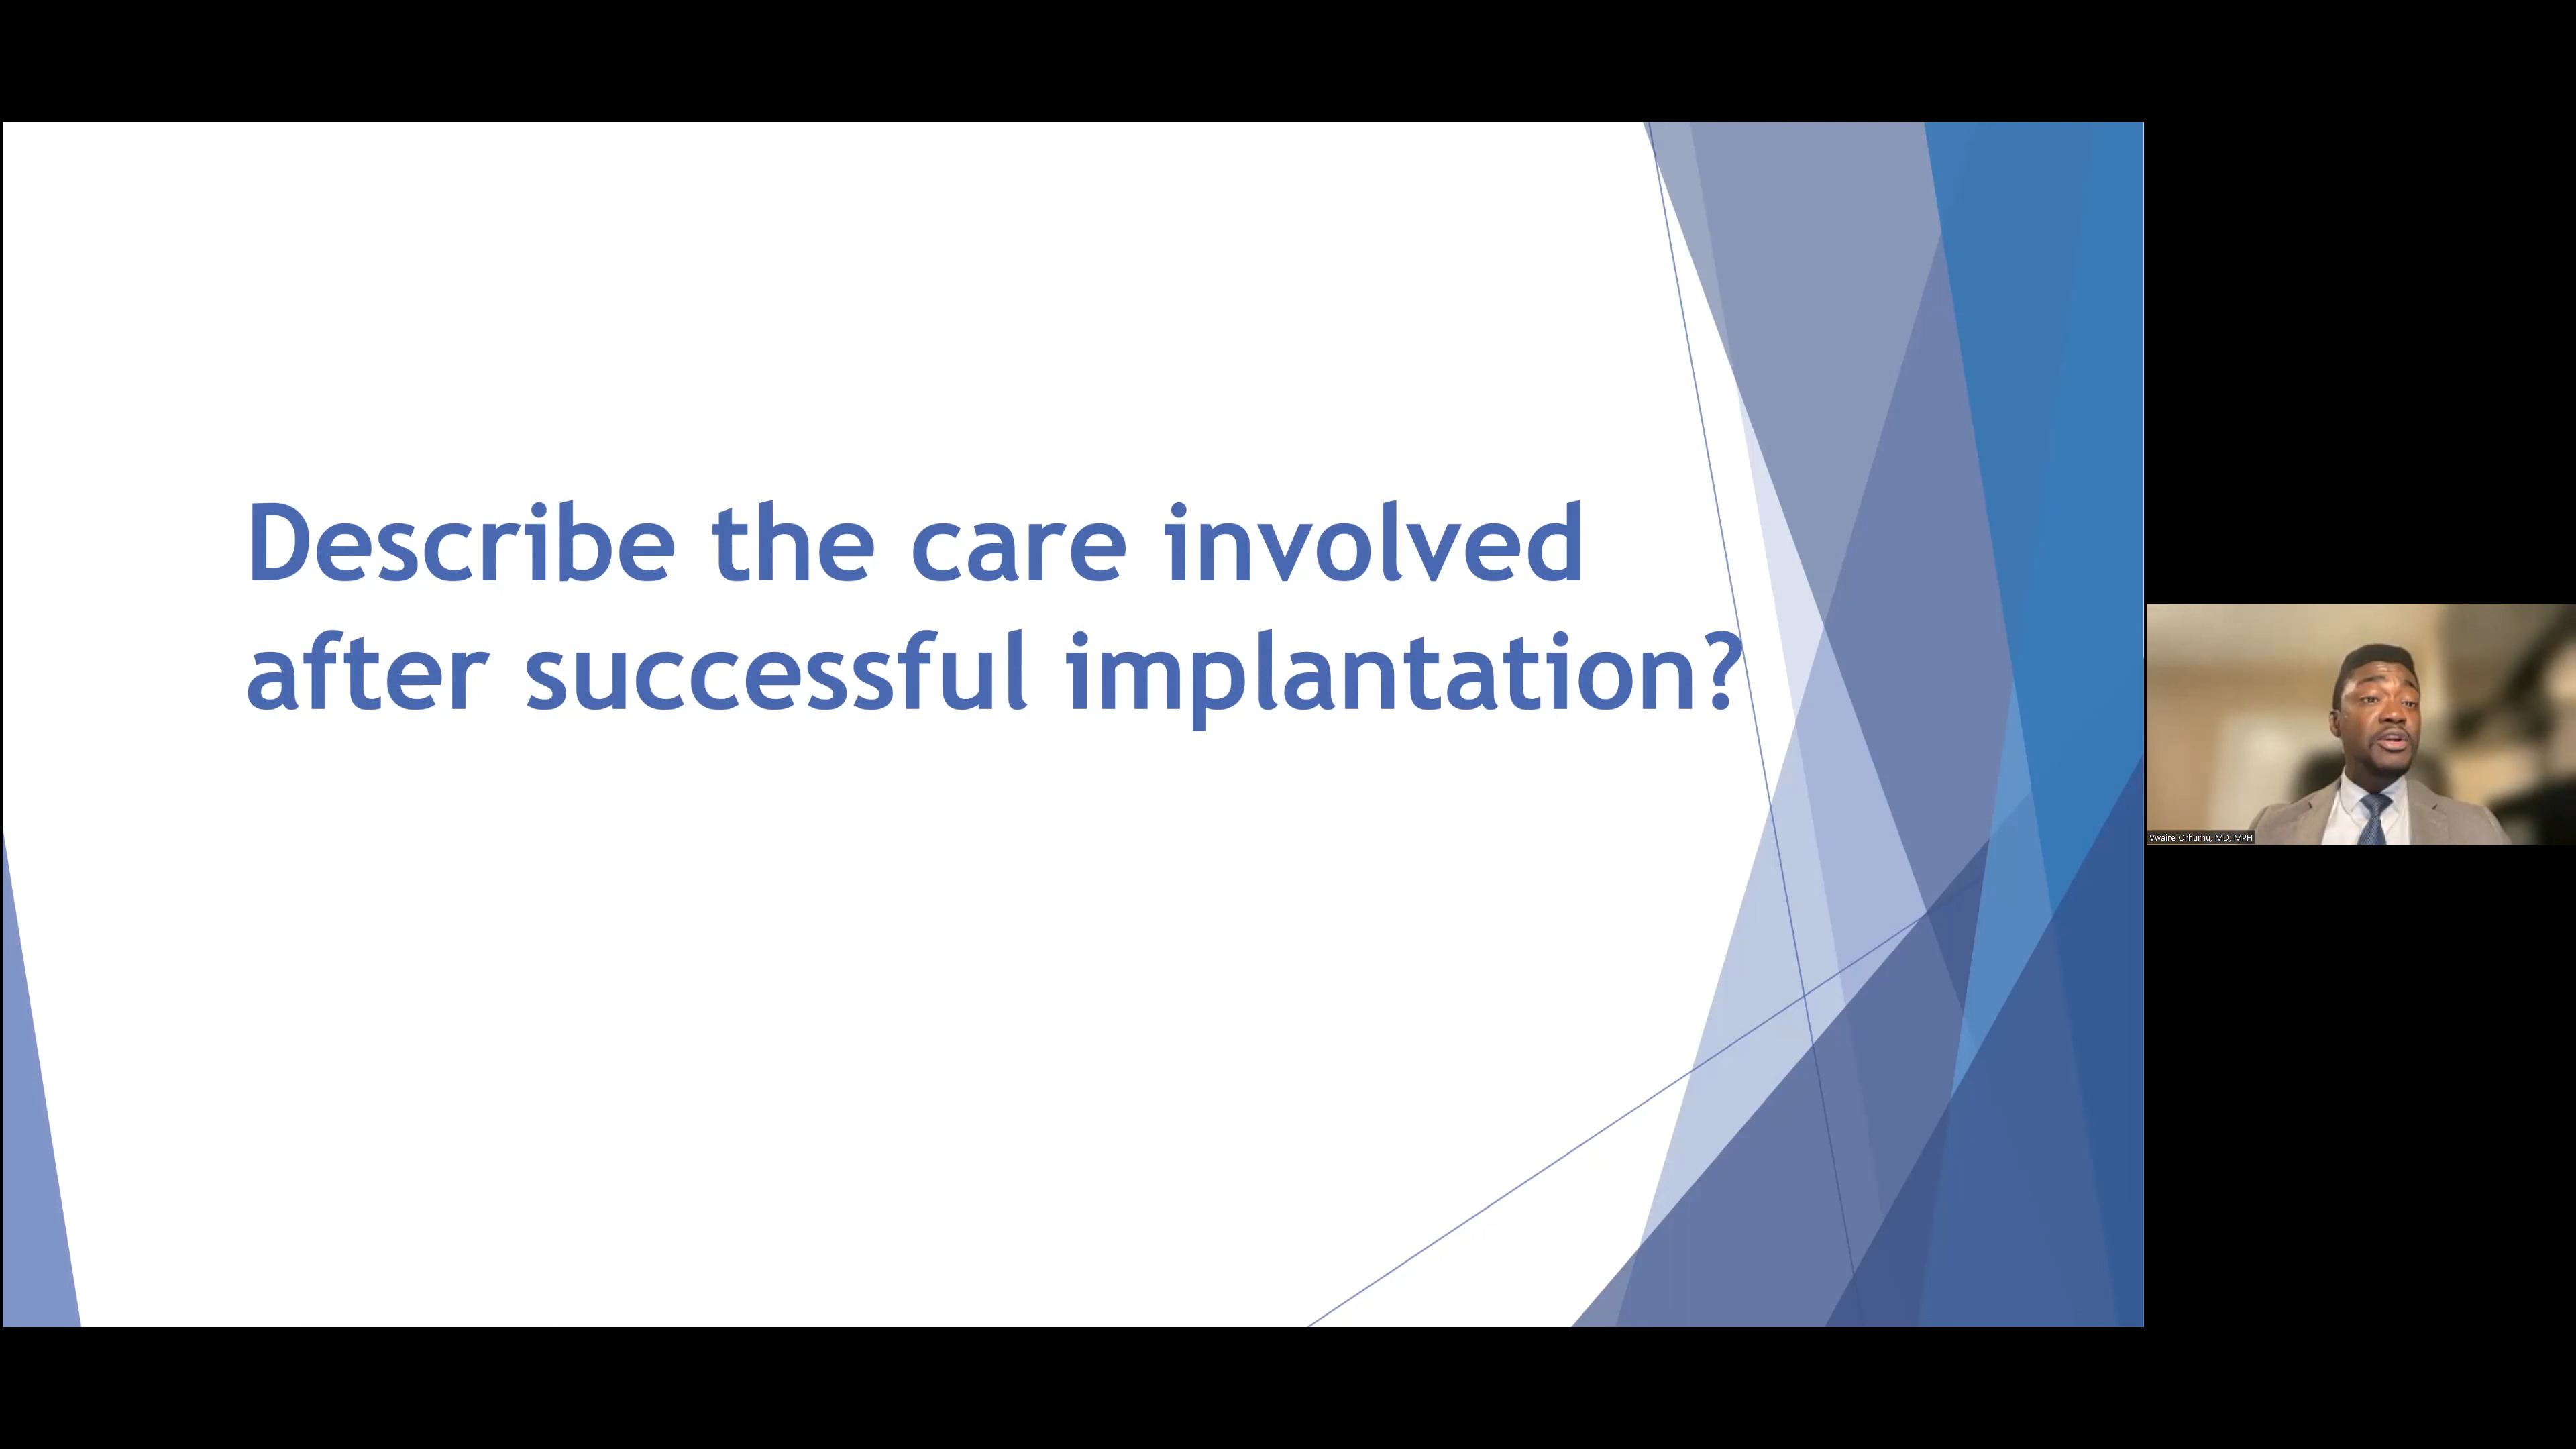 Describe the care involved
after successful implantation?
Vwaire Orhurhu, MD, MPH